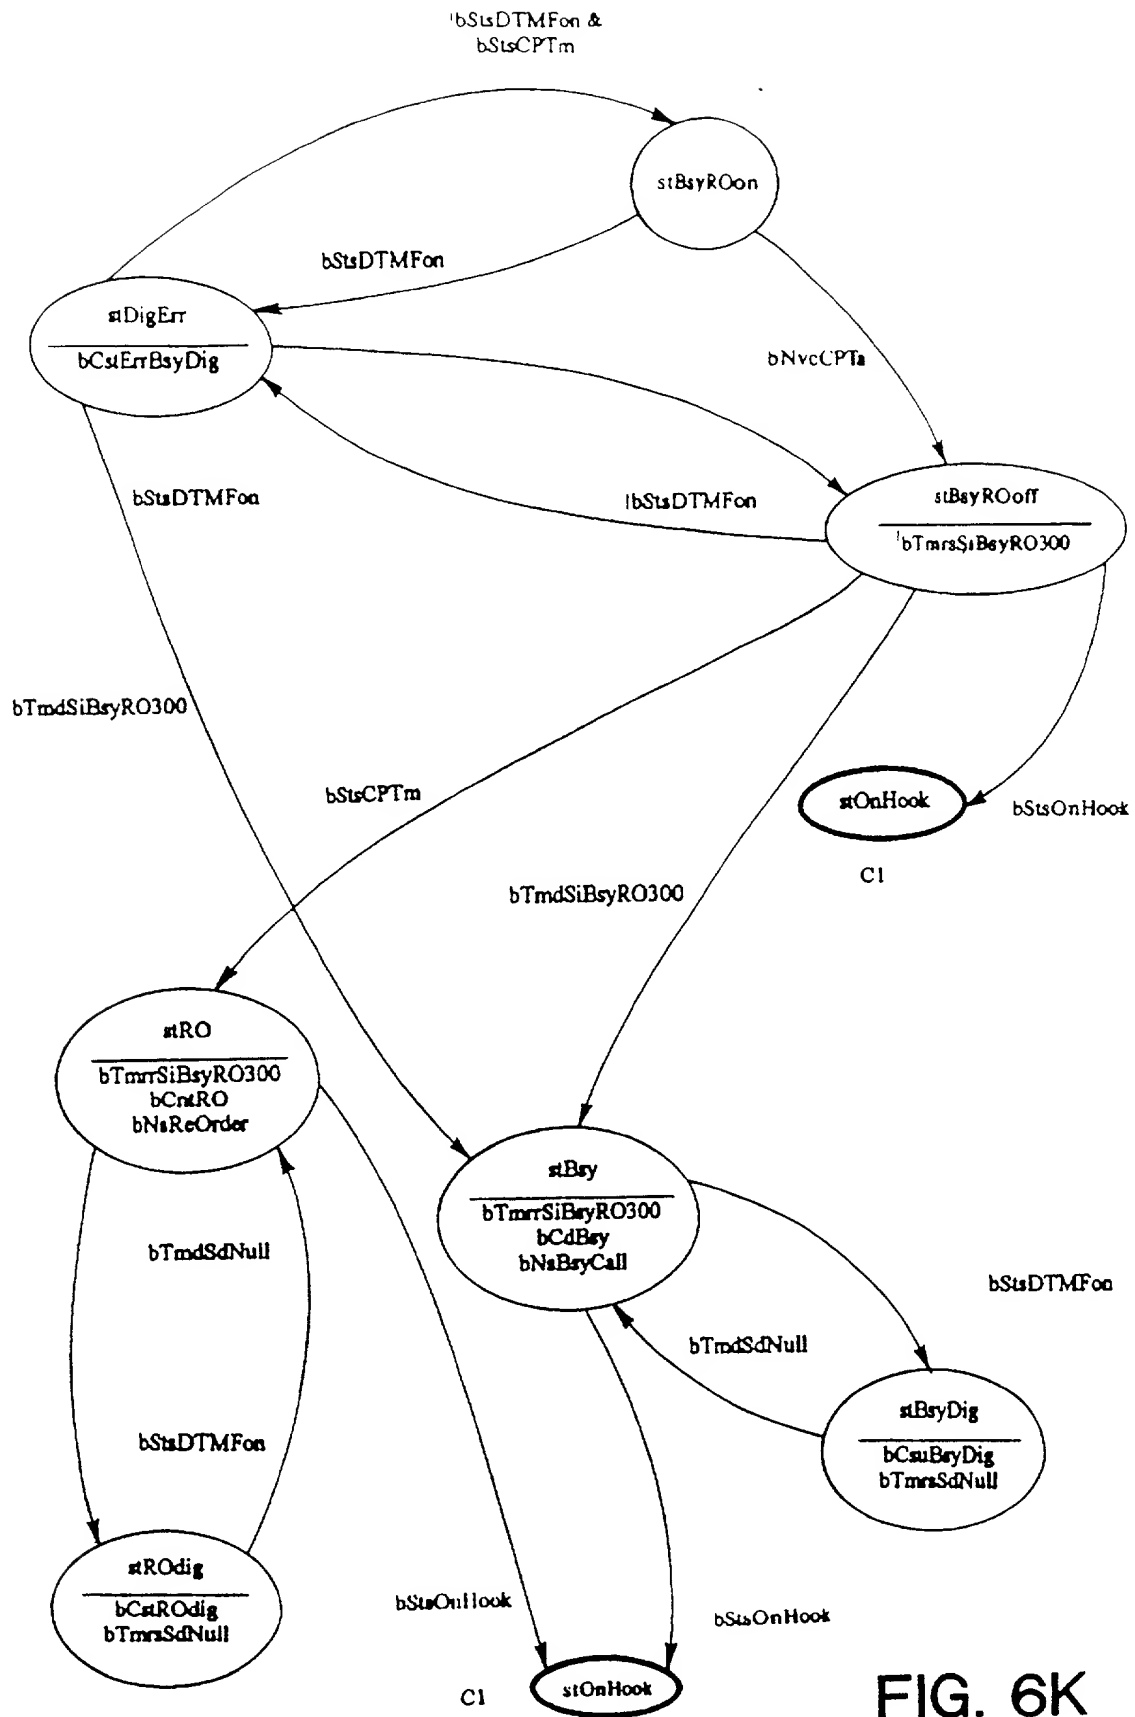 !bStsDTMFon &
bStsCPTm
stBsyROon
bStsDTMFon
stDigErr
bCstErrBsyDig
bNvcCPTa
bStsDTMFon
!bStsDTMFon
stBsyROoff
!bTmrsSiBsyRO300
bTmdSiBsyRO300
bStsCPTm
stOnHook
bStsOnHook
C1
bTmdSiBsyRO300
stRO
bTmrrSiBsyRO300
bCntRO
bNsReOrder
stBsy
bTmrrSiBsyRO300
bCdBsy
bNsBsyCall
bTmdSdNull
bStsDTMFon
bTmdSdNull
stBsyDig
bCsuBsyDig
bTmrsSdNull
bStsDTMFon
stROdig
bCstROdig
bTmrsSdNull
bStsOnHook
bStsOnHook
C1
stOnHook
FIG. 6K